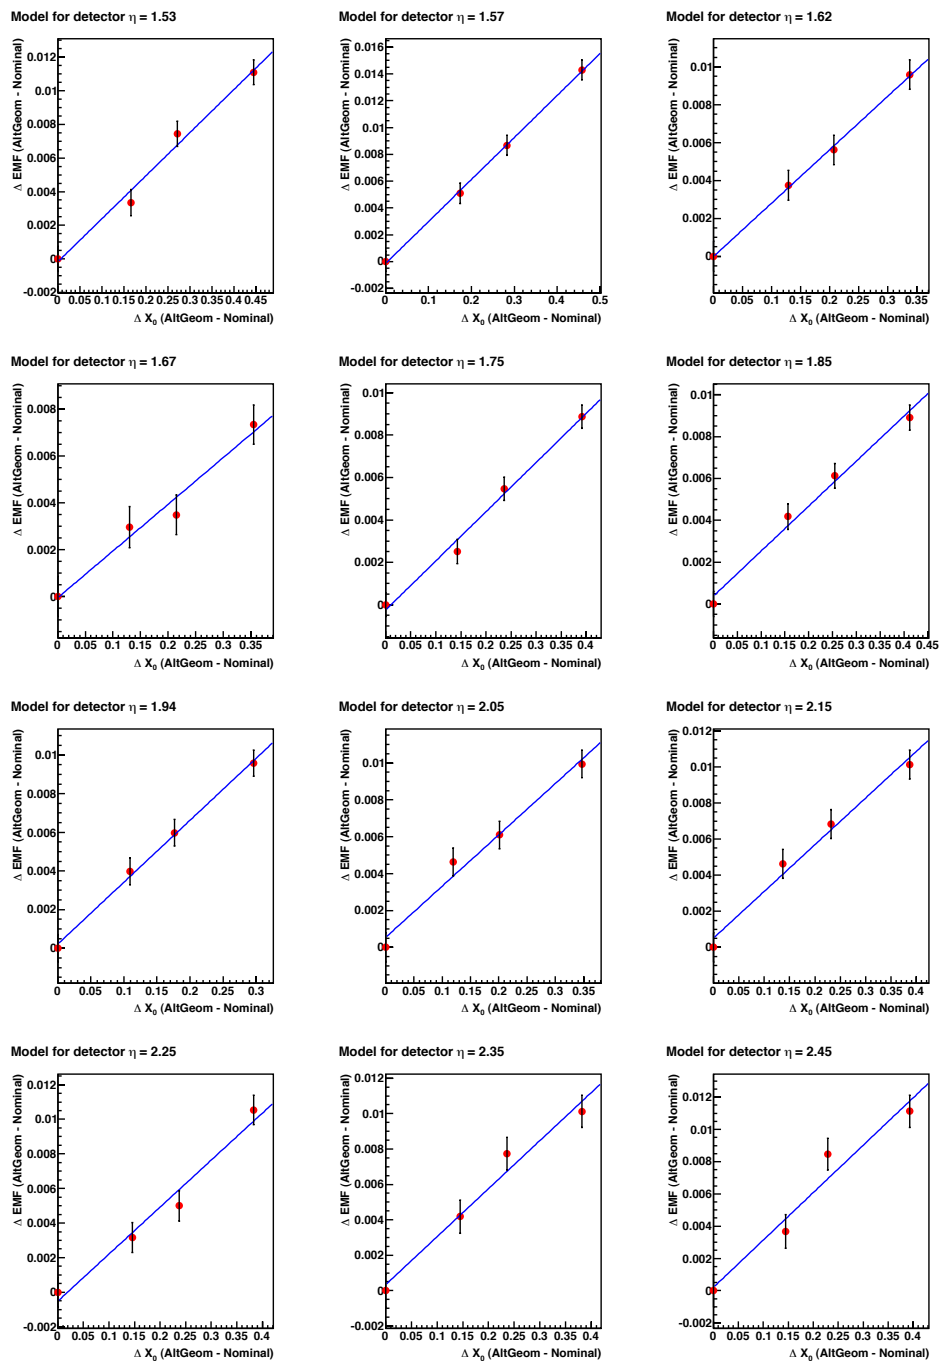 Model for detector η = 1.53
Δ EMF (AltGeom - Nominal)
0.012
0.01
0.008
0.006
0.004
0.002
0
-0.002
0 0.05 0.1 0.15 0.2 0.25 0.3 0.35 0.4 0.45
Δ X0 (AltGeom - Nominal)
Model for detector η = 1.57
Δ EMF (AltGeom - Nominal)
0.016
0.014
0.012
0.01
0.008
0.006
0.004
0.002
0
-0.002
0 0.1 0.2 0.3 0.4 0.5
Δ X0 (AltGeom - Nominal)
Model for detector η = 1.62
Δ EMF (AltGeom - Nominal)
0.01
0.008
0.006
0.004
0.002
0
0 0.05 0.1 0.15 0.2 0.25 0.3 0.35
Δ X0 (AltGeom - Nominal)
Model for detector η = 1.67
Δ EMF (AltGeom - Nominal)
0.008
0.006
0.004
0.002
0
0 0.05 0.1 0.15 0.2 0.25 0.3 0.35
Δ X0 (AltGeom - Nominal)
Model for detector η = 1.75
Δ EMF (AltGeom - Nominal)
0.01
0.008
0.006
0.004
0.002
0
0 0.05 0.1 0.15 0.2 0.25 0.3 0.35 0.4
Δ X0 (AltGeom - Nominal)
Model for detector η = 1.85
Δ EMF (AltGeom - Nominal)
0.01
0.008
0.006
0.004
0.002
0
0 0.05 0.1 0.15 0.2 0.25 0.3 0.35 0.4 0.45
Δ X0 (AltGeom - Nominal)
Model for detector η = 1.94
Δ EMF (AltGeom - Nominal)
0.01
0.008
0.006
0.004
0.002
0
0 0.05 0.1 0.15 0.2 0.25 0.3
Δ X0 (AltGeom - Nominal)
Model for detector η = 2.05
Δ EMF (AltGeom - Nominal)
0.01
0.008
0.006
0.004
0.002
0
0 0.05 0.1 0.15 0.2 0.25 0.3 0.35
Δ X0 (AltGeom - Nominal)
Model for detector η = 2.15
Δ EMF (AltGeom - Nominal)
0.012
0.01
0.008
0.006
0.004
0.002
0
0 0.05 0.1 0.15 0.2 0.25 0.3 0.35 0.4
Δ X0 (AltGeom - Nominal)
Model for detector η = 2.25
Δ EMF (AltGeom - Nominal)
0.012
0.01
0.008
0.006
0.004
0.002
0
-0.002
0 0.05 0.1 0.15 0.2 0.25 0.3 0.35 0.4
Δ X0 (AltGeom - Nominal)
Model for detector η = 2.35
Δ EMF (AltGeom - Nominal)
0.012
0.01
0.008
0.006
0.004
0.002
0
-0.002
0 0.05 0.1 0.15 0.2 0.25 0.3 0.35 0.4
Δ X0 (AltGeom - Nominal)
Model for detector η = 2.45
Δ EMF (AltGeom - Nominal)
0.012
0.01
0.008
0.006
0.004
0.002
0
-0.002
0 0.05 0.1 0.15 0.2 0.25 0.3 0.35 0.4
Δ X0 (AltGeom - Nominal)